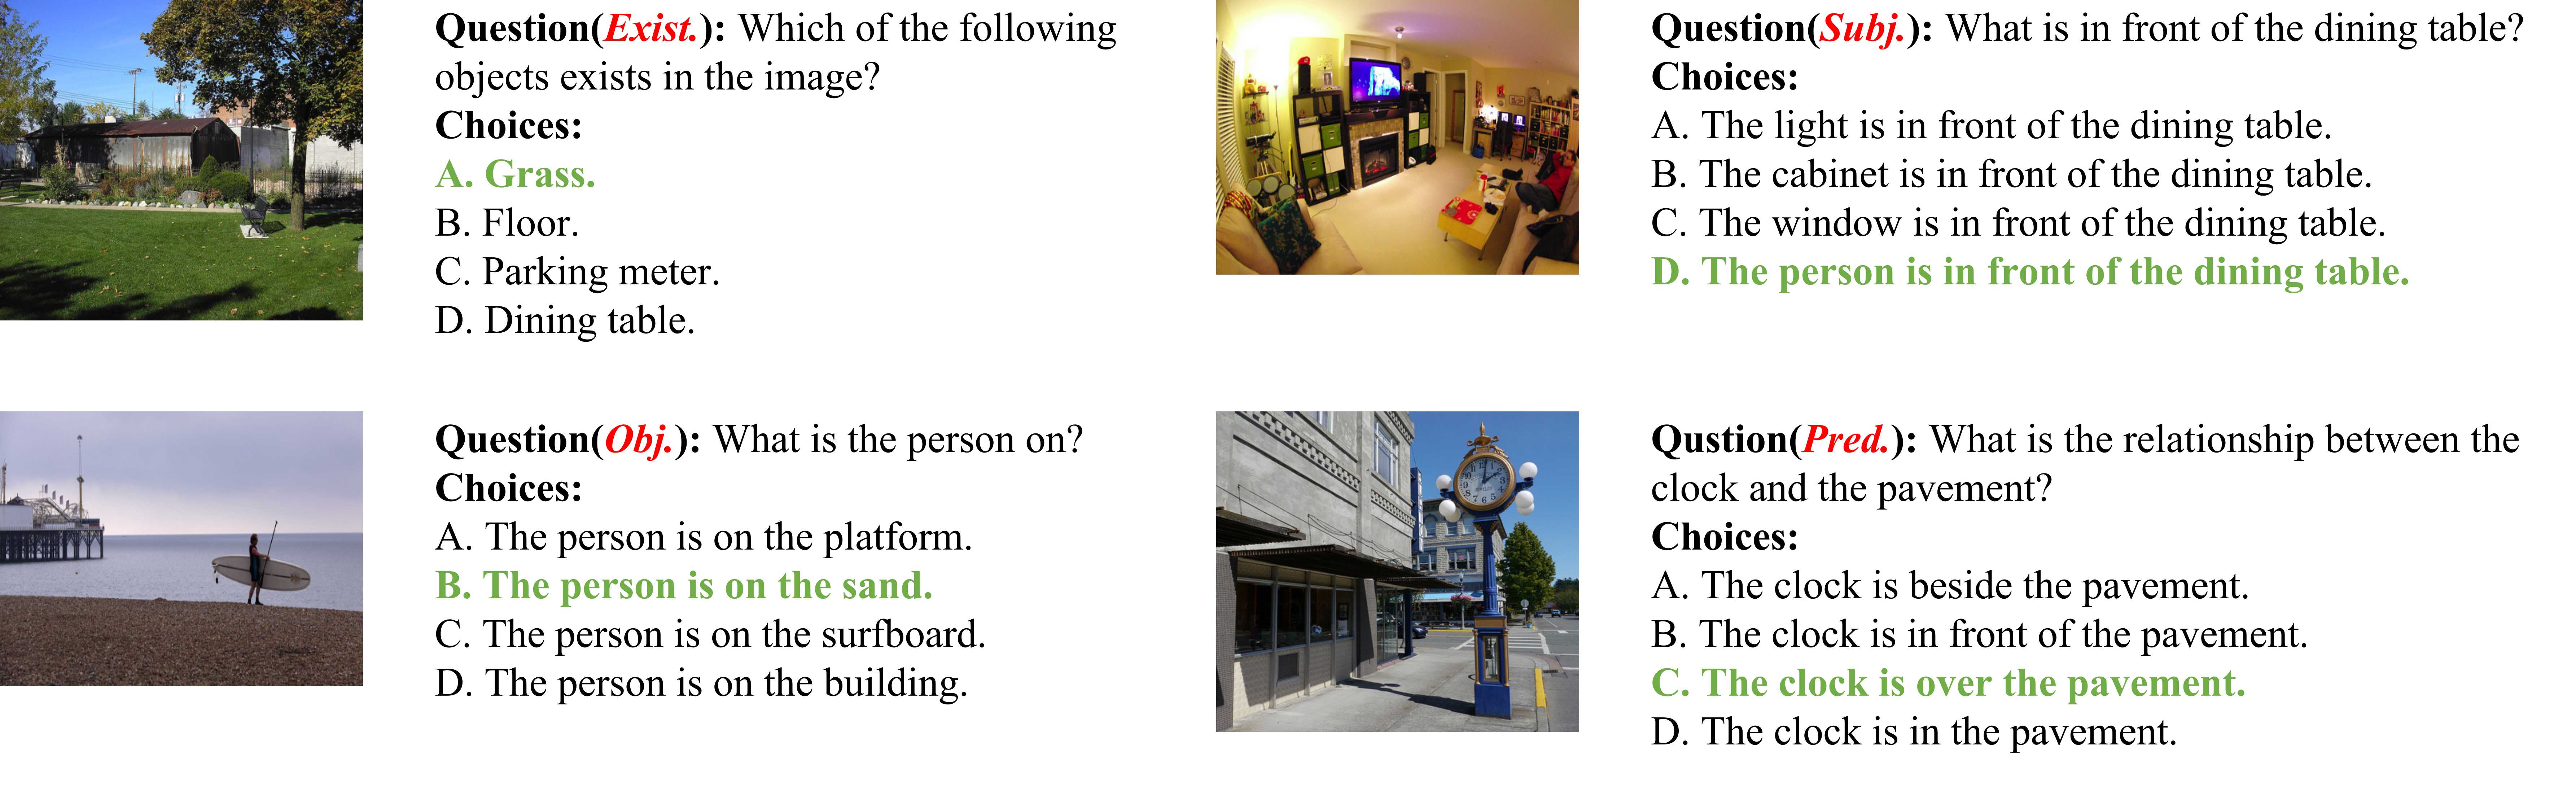 Question(Exist.): Which of the following
objects exists in the image?
Choices:
A. Grass.
B. Floor.
C. Parking meter.
D. Dining table.
Question(Subj.): What is in front of the dining table?
Choices:
A. The light is in front of the dining table.
B. The cabinet is in front of the dining table.
C. The window is in front of the dining table.
D. The person is in front of the dining table.
Question(Obj.): What is the person on?
Choices:
A. The person is on the platform.
B. The person is on the sand.
C. The person is on the surfboard.
D. The person is on the building.
Qustion(Pred.): What is the relationship between the
clock and the pavement?
Choices:
A. The clock is beside the pavement.
B. The clock is in front of the pavement.
C. The clock is over the pavement.
D. The clock is in the pavement.